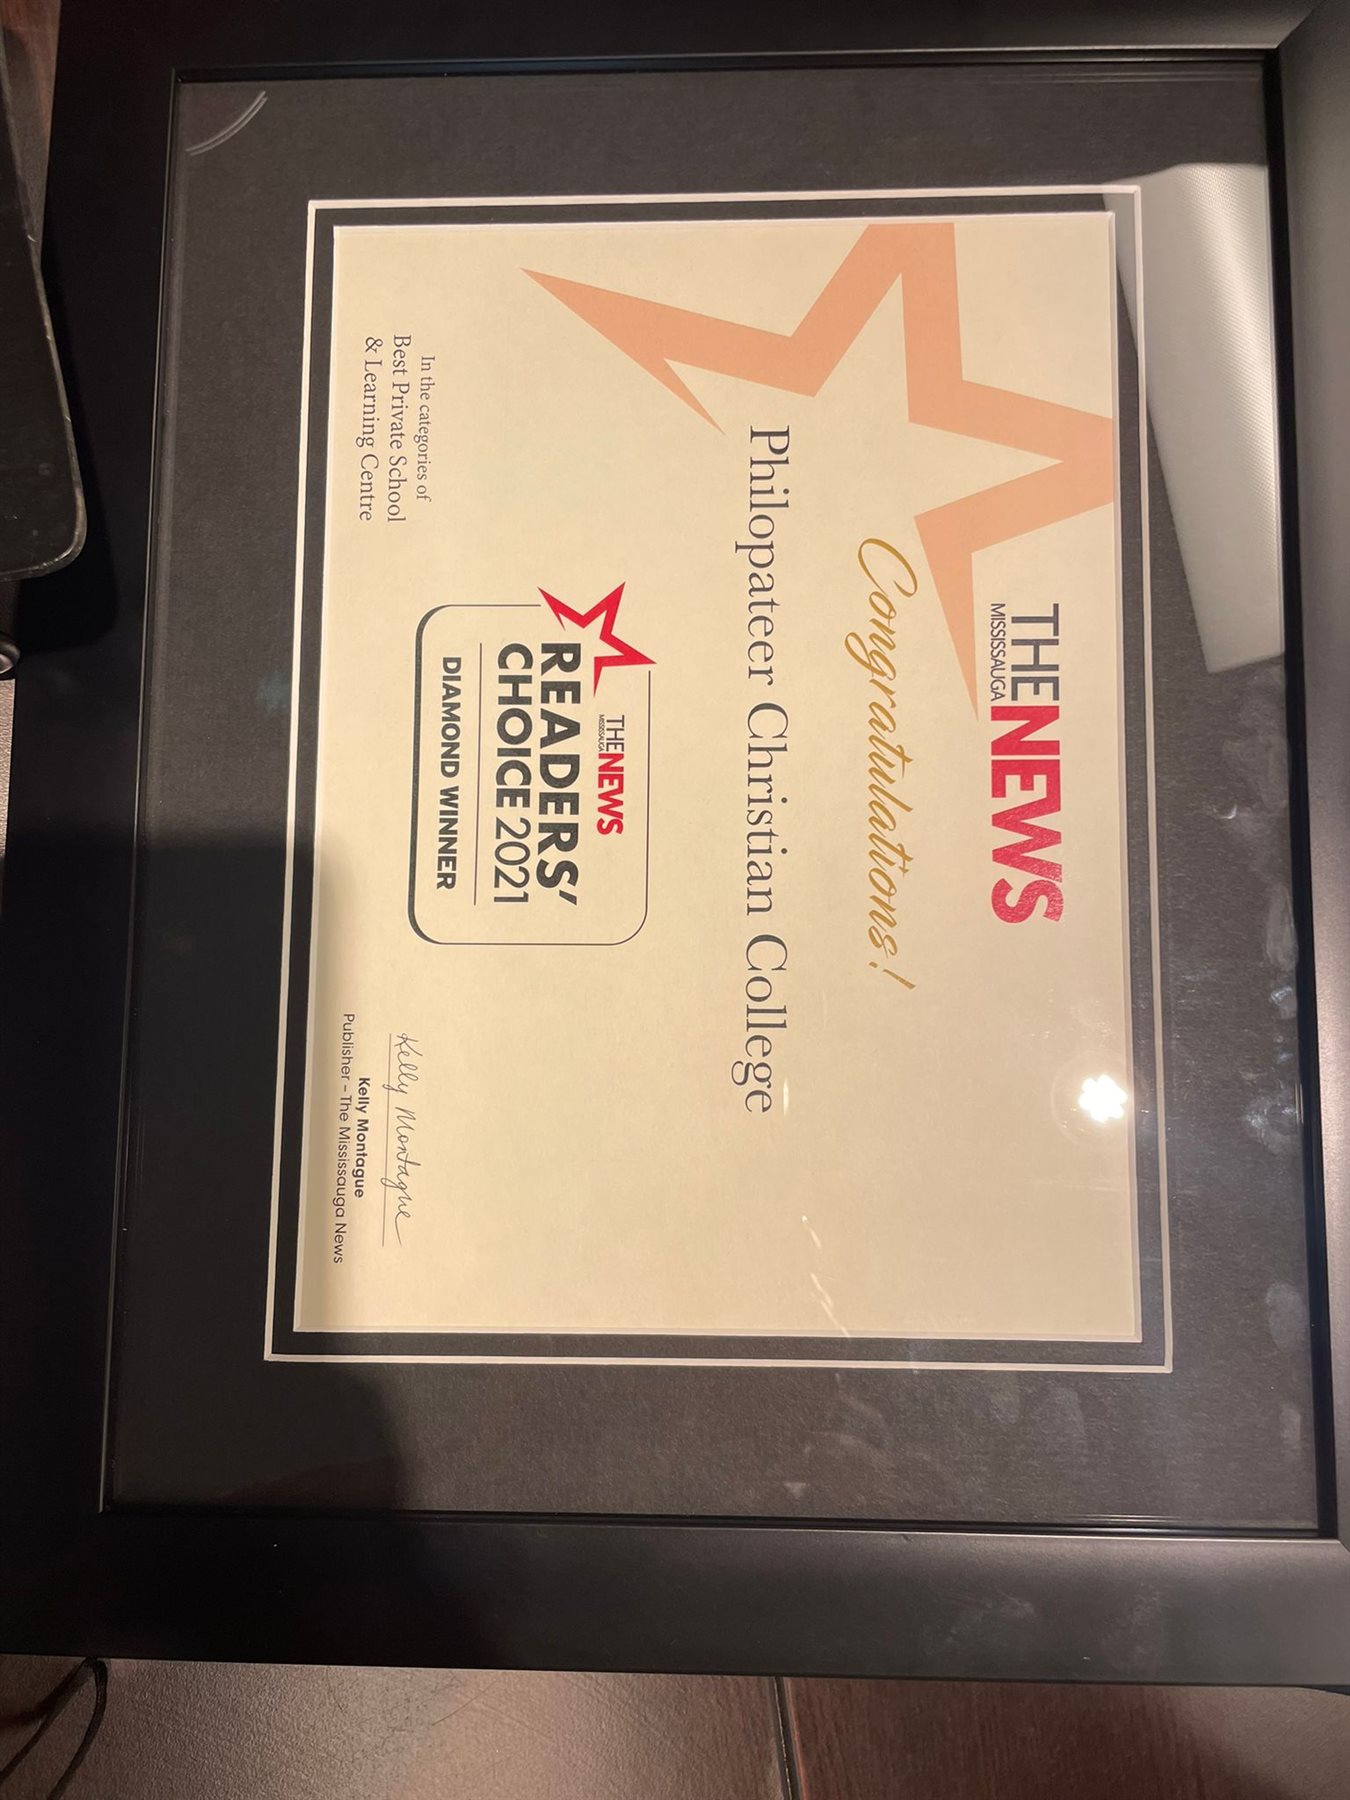 THE NEWS
MISSISSAUGA
Congratulations!
Philopateer Christian College
THE NEWS
MISSISSAUGA
READERS'
CHOICE 2021
DIAMOND WINNER
In the categories of
Best Private School
& Learning Centre
Kelly Montague
Kelly Montague
Publisher – The Mississauga News